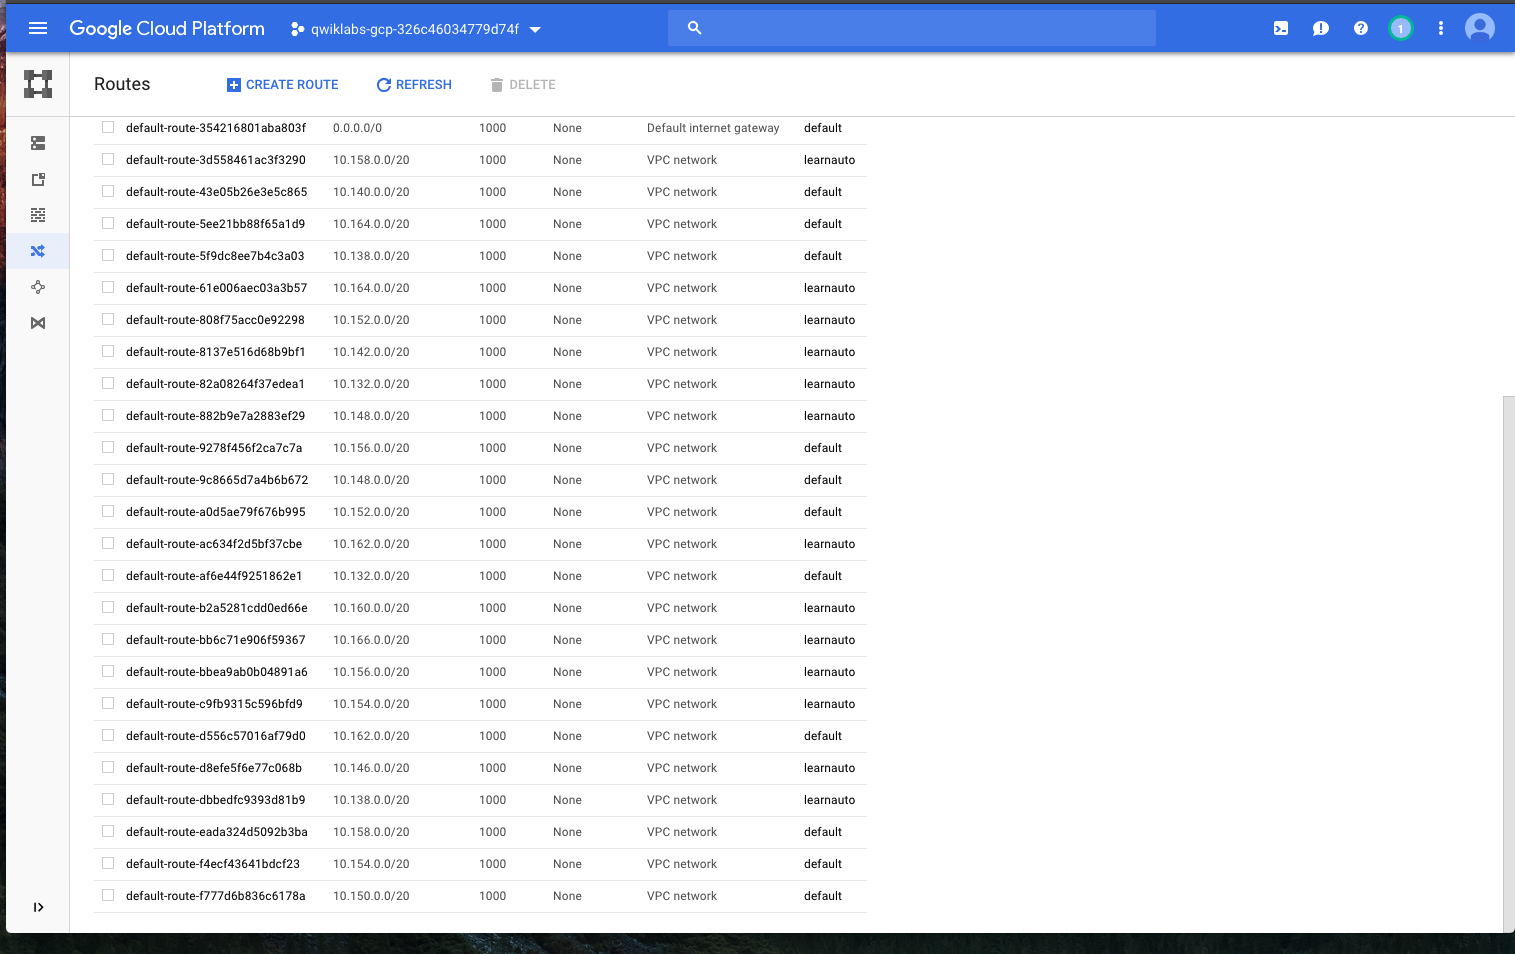 Google Cloud Platform qwiklabs-gcp-326c46034779d74f 1
Routes CREATE ROUTE REFRESH DELETE
default-route-354216801aba803f 0.0.0.0/0 1000 None Default internet gateway default
default-route-3d558461ac3f3290 10.158.0.0/20 1000 None VPC network learnauto
default-route-43e05b26e3e5c865 10.140.0.0/20 1000 None VPC network default
default-route-5ee21bb88f65a1d9 10.164.0.0/20 1000 None VPC network default
default-route-5f9dc8ee7b4c3a03 10.138.0.0/20 1000 None VPC network default
default-route-61e006aec03a3b57 10.164.0.0/20 1000 None VPC network learnauto
default-route-808f75acc0e92298 10.152.0.0/20 1000 None VPC network learnauto
default-route-8137e516d68b9bf1 10.142.0.0/20 1000 None VPC network learnauto
default-route-82a08264f37edea1 10.132.0.0/20 1000 None VPC network learnauto
default-route-882b9e7a2883ef29 10.148.0.0/20 1000 None VPC network learnauto
default-route-9278f456f2ca7c7a 10.156.0.0/20 1000 None VPC network default
default-route-9c8665d7a4b6b672 10.148.0.0/20 1000 None VPC network default
default-route-a0d5ae79f676b995 10.152.0.0/20 1000 None VPC network default
default-route-ac634f2d5bf37cbe 10.162.0.0/20 1000 None VPC network learnauto
default-route-af6e44f9251862e1 10.132.0.0/20 1000 None VPC network default
default-route-b2a5281cdd0ed66e 10.160.0.0/20 1000 None VPC network learnauto
default-route-bb6c71e906f59367 10.166.0.0/20 1000 None VPC network learnauto
default-route-bbea9ab0b04891a6 10.156.0.0/20 1000 None VPC network learnauto
default-route-c9fb9315c596bfd9 10.154.0.0/20 1000 None VPC network learnauto
default-route-d556c57016af79d0 10.162.0.0/20 1000 None VPC network default
default-route-d8efe5f6e77c068b 10.146.0.0/20 1000 None VPC network learnauto
default-route-dbbedfc9393d81b9 10.138.0.0/20 1000 None VPC network learnauto
default-route-eada324d5092b3ba 10.158.0.0/20 1000 None VPC network default
default-route-f4ecf43641bdcf23 10.154.0.0/20 1000 None VPC network default
default-route-f777d6b836c6178a 10.150.0.0/20 1000 None VPC network default